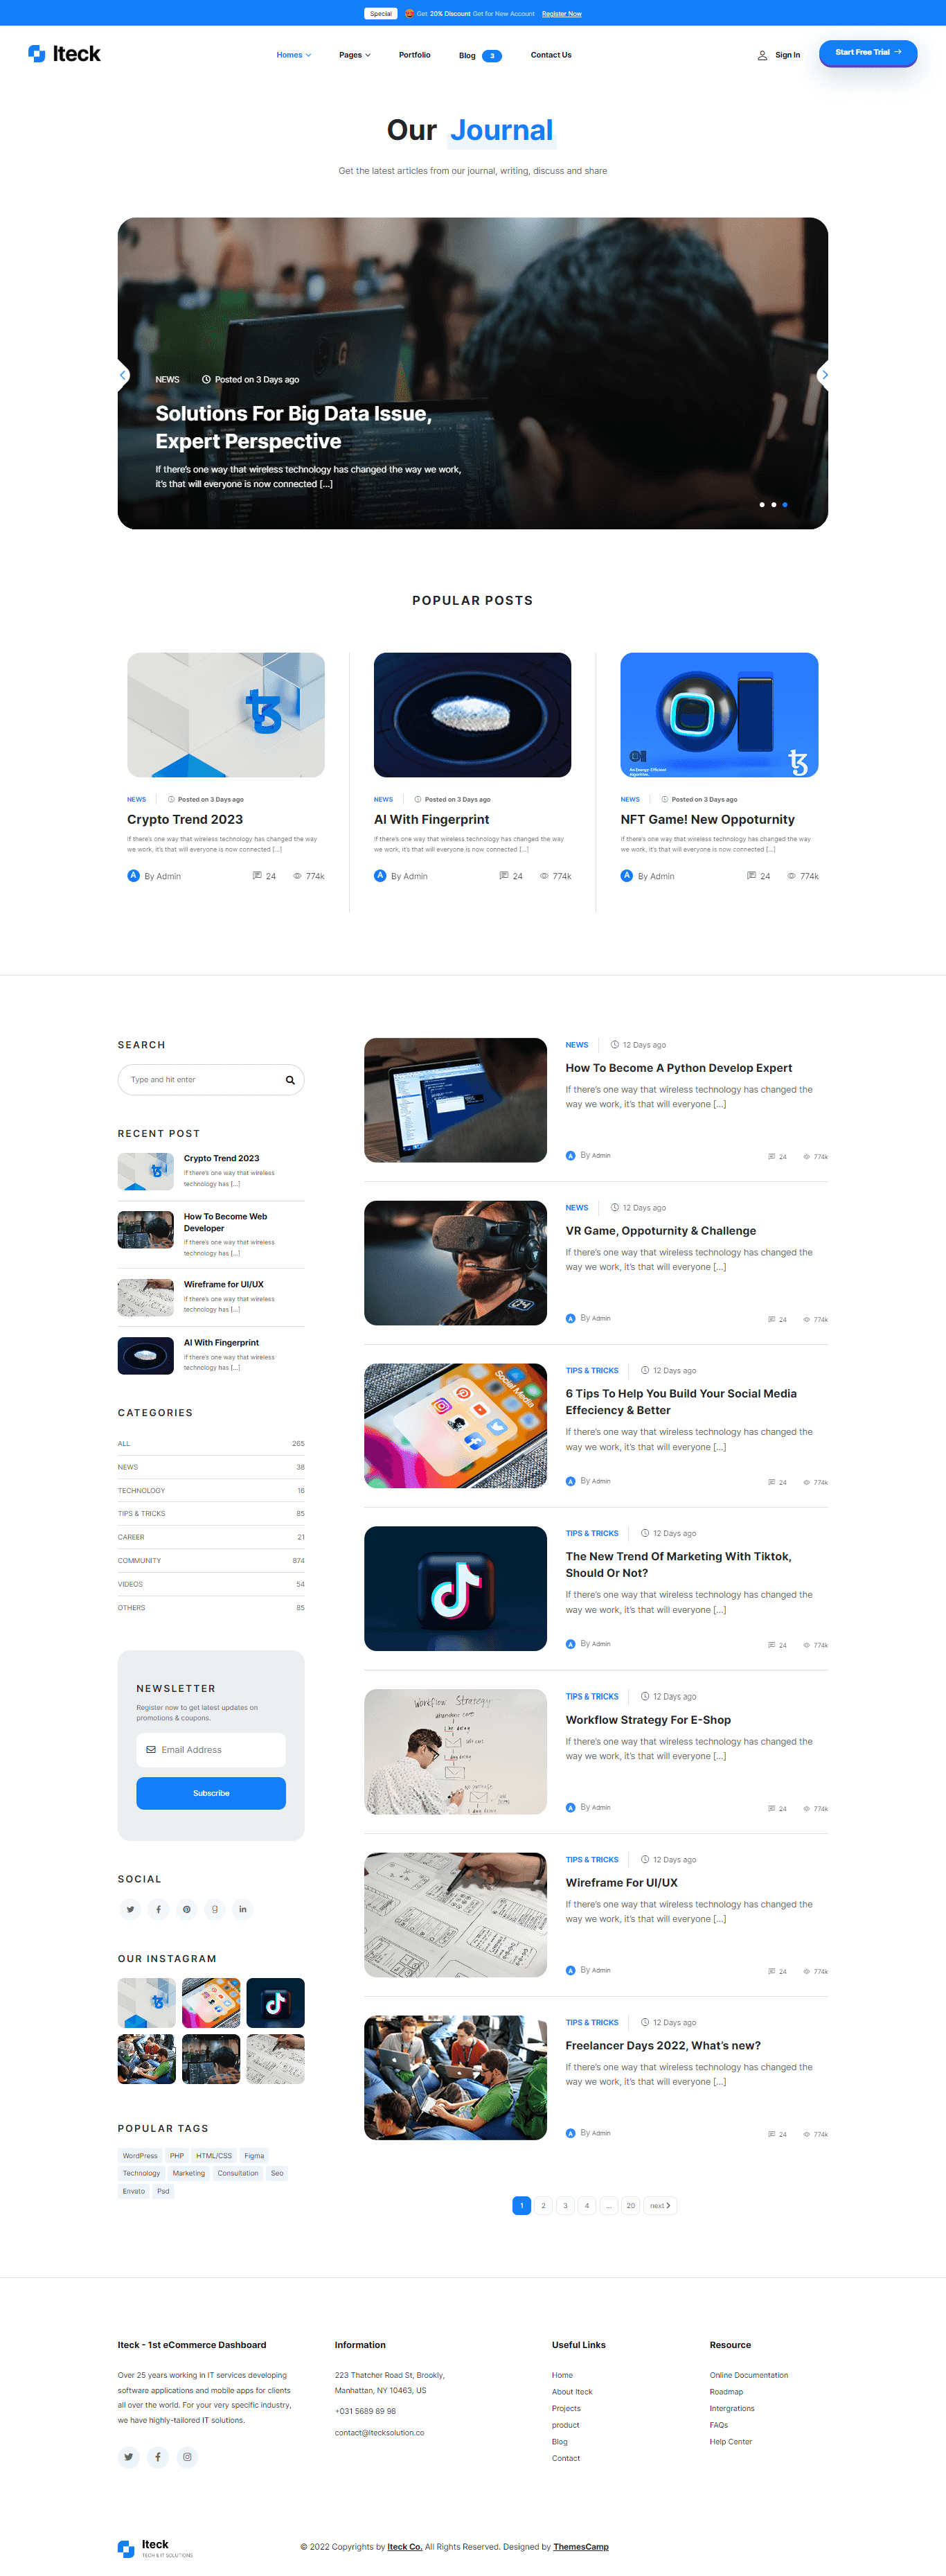 Special Get 20% Discount Get for New Account Register Now
Iteck
Homes
Pages
Portfolio
Blog 3
Contact Us
Sign In
Start Free Trial
Our Journal
Get the latest articles from our journal, writing, discuss and share
NEWS Posted on 3 Days ago
Solutions For Big Data Issue,
Expert Perspective
If there's one way that wireless technology has changed the way we work,
it's that will everyone is now connected [...]
POPULAR POSTS
NEWS Posted on 3 Days ago
Crypto Trend 2023
If there's one way that wireless technology has changed the way
we work, it's that will everyone is now connected [...]
A By Admin 24 774k
NEWS Posted on 3 Days ago
AI With Fingerprint
If there's one way that wireless technology has changed the way
we work, it's that will everyone is now connected [...]
A By Admin 24 774k
An Energy-Efficient
Algorithm.
NEWS Posted on 3 Days ago
NFT Game! New Oppoturnity
If there's one way that wireless technology has changed the way
we work, it's that will everyone is now connected [...]
A By Admin 24 774k
SEARCH
Type and hit enter
RECENT POST
Crypto Trend 2023
If there's one way that wireless
technology has [...]
How To Become Web
Developer
If there's one way that wireless
technology has [...]
Wireframe for UI/UX
If there's one way that wireless
technology has [...]
AI With Fingerprint
If there's one way that wireless
technology has [...]
CATEGORIES
ALL 265
NEWS 38
TECHNOLOGY 16
TIPS & TRICKS 85
CAREER 21
COMMUNITY 874
VIDEOS 54
OTHERS 85
NEWSLETTER
Register now to get latest updates on
promotions & coupons.
Email Address
Subscribe
SOCIAL
OUR INSTAGRAM
POPULAR TAGS
WordPress PHP HTML/CSS Figma
Technology Marketing Consultation Seo
Envato Psd
NEWS 12 Days ago
How To Become A Python Develop Expert
If there's one way that wireless technology has changed the
way we work, it's that will everyone [...]
A By Admin 24 774k
04
NEWS 12 Days ago
VR Game, Oppoturnity & Challenge
If there's one way that wireless technology has changed the
way we work, it's that will everyone [...]
A By Admin 24 774k
Social Media
TIPS & TRICKS 12 Days ago
6 Tips To Help You Build Your Social Media
Effeciency & Better
If there's one way that wireless technology has changed the
way we work, it's that will everyone [...]
A By Admin 24 774k
TIPS & TRICKS 12 Days ago
The New Trend Of Marketing With Tiktok,
Should Or Not?
If there's one way that wireless technology has changed the
way we work, it's that will everyone [...]
A By Admin 24 774k
Workflow Strategy
TIPS & TRICKS 12 Days ago
Workflow Strategy For E-Shop
If there's one way that wireless technology has changed the
way we work, it's that will everyone [...]
A By Admin 24 774k
TIPS & TRICKS 12 Days ago
Wireframe For UI/UX
If there's one way that wireless technology has changed the
way we work, it's that will everyone [...]
A By Admin 24 774k
TIPS & TRICKS 12 Days ago
Freelancer Days 2022, What's new?
If there's one way that wireless technology has changed the
way we work, it's that will everyone [...]
A By Admin 24 774k
1 2 3 4 ... 20 next
Iteck - 1st eCommerce Dashboard
Over 25 years working in IT services developing
software applications and mobile apps for clients
all over the world. For your very specific industry,
we have highly-tailored IT solutions.
Information
223 Thatcher Road St, Brookly,
Manhattan, NY 10463, US
+031 5689 89 98
contact@Itecksolution.co
Useful Links
Home
About Iteck
Projects
product
Blog
Contact
Resource
Online Documentation
Roadmap
Intergrations
FAQs
Help Center
Iteck
TECH & IT SOLUTIONS
© 2022 Copyrights by Iteck Co. All Rights Reserved. Designed by ThemesCamp